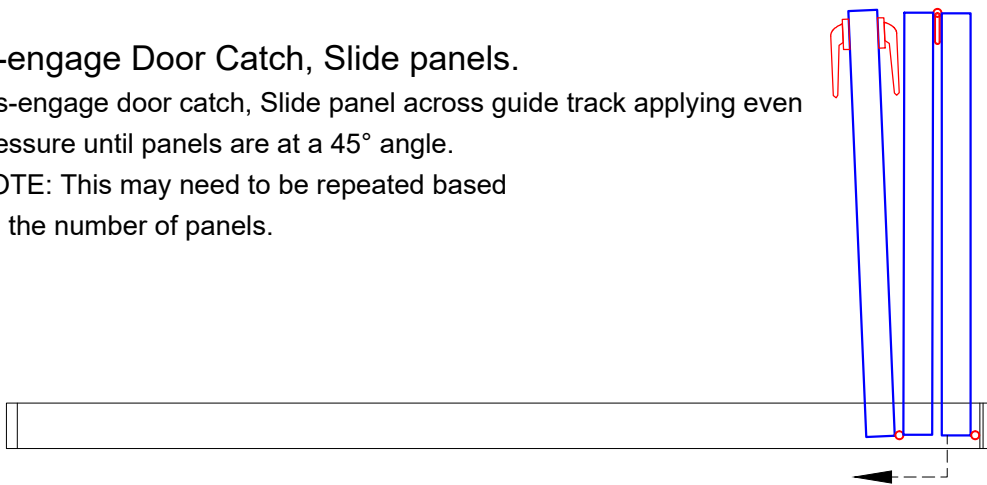 -engage Door Catch, Slide panels.
s-engage door catch, Slide panel across guide track applying even
essure until panels are at a 45° angle.
OTE: This may need to be repeated based
the number of panels.